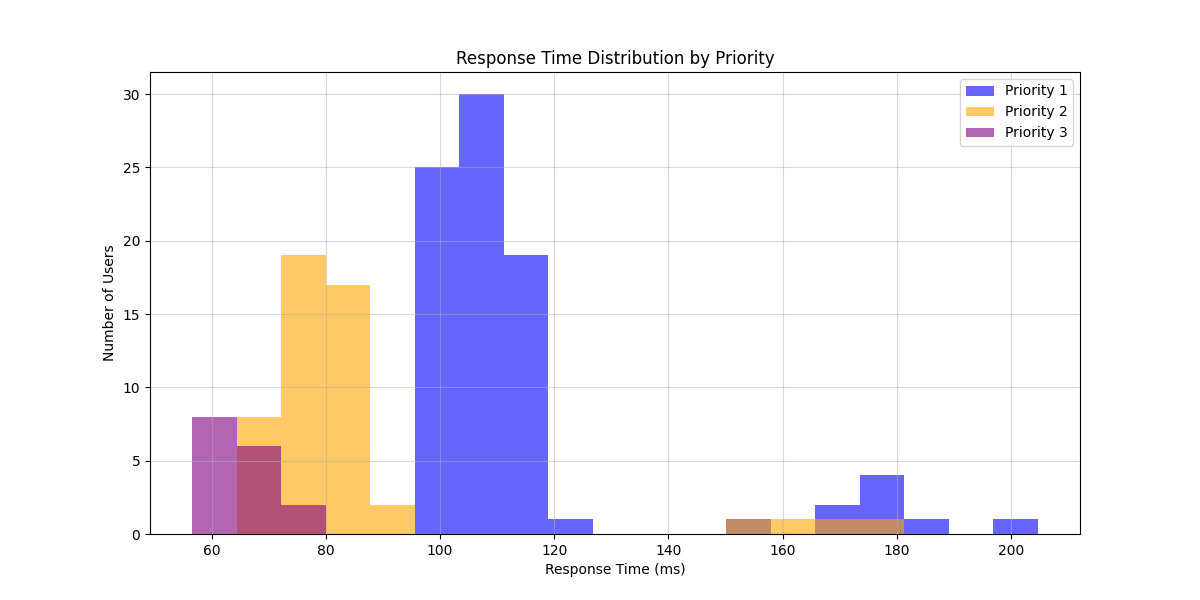 Response Time Distribution by Priority
Priority 1
Priority 2
Priority 3
Number of Users
30
25
20
15
10
5
0
60 80 100 120 140 160 180 200
Response Time (ms)